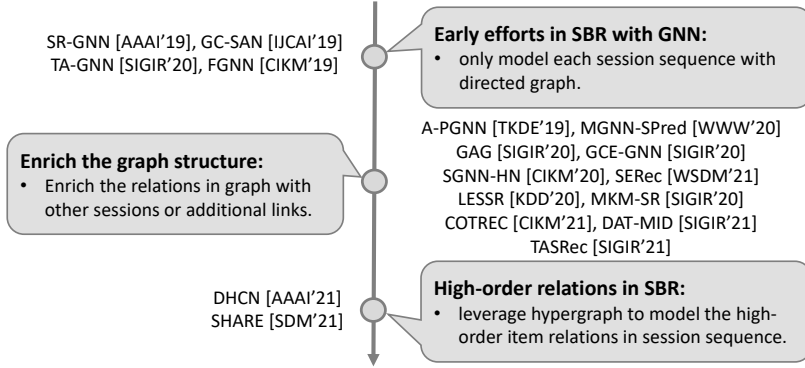 SR-GNN [AAAI'19], GC-SAN [IJCAI'19]
TA-GNN [SIGIR'20], FGNN [CIKM'19]
Early efforts in SBR with GNN:
• only model each session sequence with
directed graph.
Enrich the graph structure:
• Enrich the relations in graph with
other sessions or additional links.
A-PGNN [TKDE'19], MGNN-SPred [WWW'20]
GAG [SIGIR'20], GCE-GNN [SIGIR'20]
SGNN-HN [CIKM'20], SERec [WSDM'21]
LESSR [KDD'20], MKM-SR [SIGIR'20]
COTREC [CIKM'21], DAT-MID [SIGIR'21]
TASRec [SIGIR'21]
DHCN [AAAI'21]
SHARE [SDM'21]
High-order relations in SBR:
• leverage hypergraph to model the high-
order item relations in session sequence.